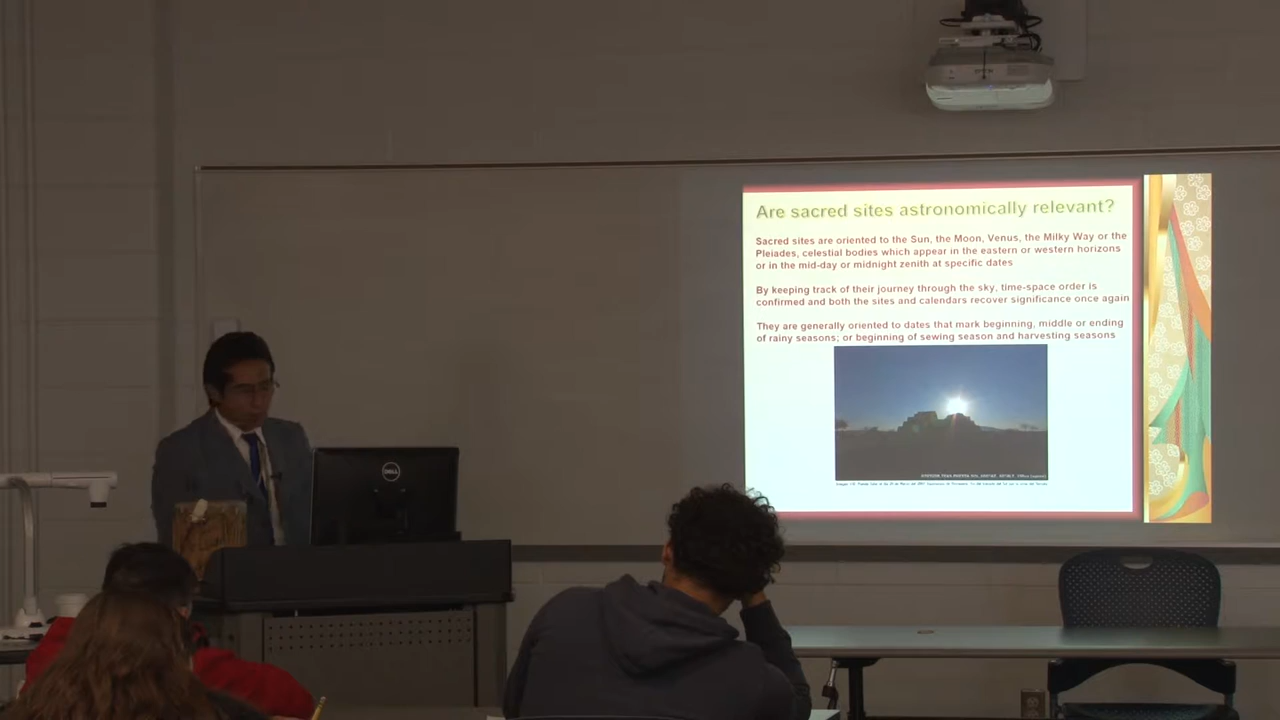 Are sacred sites astronomically relevant?
Sacred sites are oriented to the Sun, the Moon, Venus, the Milky Way or the
Pleiades, celestial bodies which appear in the eastern or western horizons
or in the mid-day or midnight zenith at specific dates
By keeping track of their journey through the sky, time-space order is
confirmed and both the sites and calendars recover significance once again
They are generally oriented to dates that mark beginning, middle or ending
of rainy seasons; or beginning of sewing season and harvesting seasons
DELL